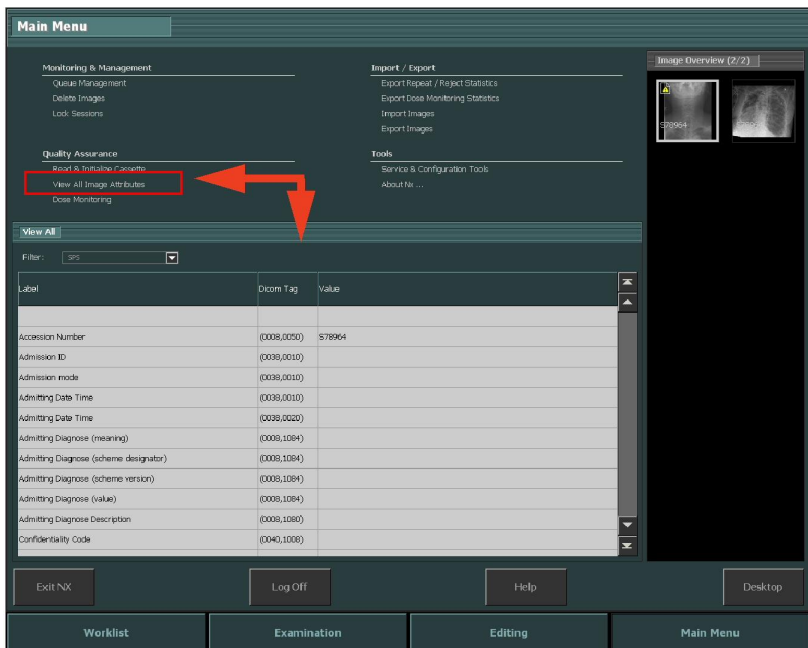 Main Menu
Monitoring & Management
Queue Management
Delete Images
Lock Sessions
Import / Export
Export Repeat / Reject Statistics
Export Dose Monitoring Statistics
Import Images
Export Images
Quality Assurance
Read & Initialize Cassette
View All Image Attributes
Dose Monitoring
Tools
Service & Configuration Tools
About Nx ...
Image Overview (2/2)
S78964
View All
Filter: SPS
Label Dicom Tag Value
Accession Number (0008,0050) S78964
Admission ID (0038,0010)
Admission mode (0038,0010)
Admitting Date Time (0038,0010)
Admitting Date Time (0038,0020)
Admitting Diagnose (meaning) (0008,1084)
Admitting Diagnose (scheme designator) (0008,1084)
Admitting Diagnose (scheme version) (0008,1084)
Admitting Diagnose (value) (0008,1084)
Admitting Diagnose Description (0008,1080)
Confidentiality Code (0040,1008)
Exit NX Log Off Help Desktop
Worklist Examination Editing Main Menu